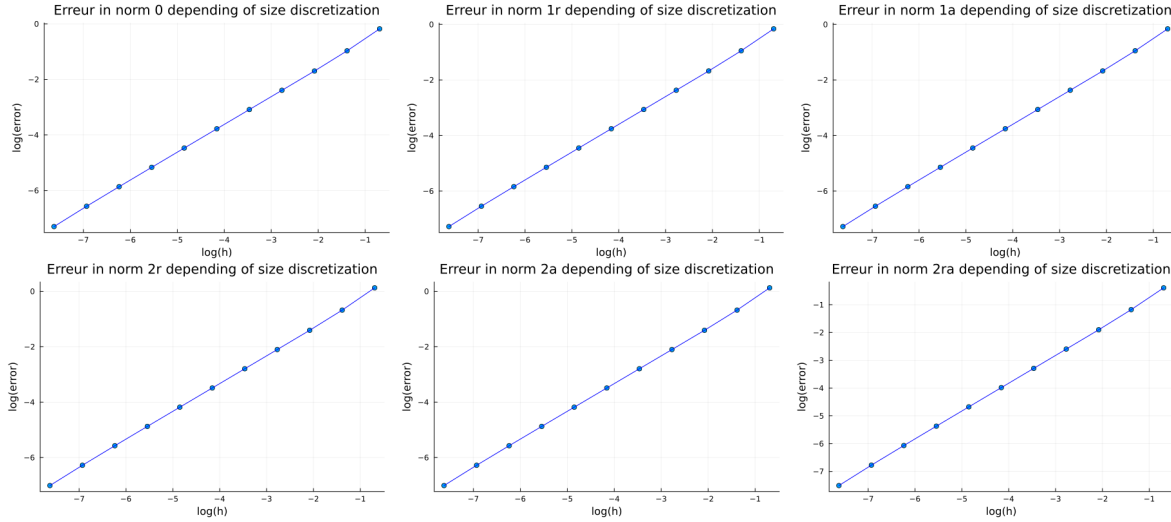 Erreur in norm 0 depending of size discretization
0
−2
−4
−6
log(error)
−7 −6 −5 −4 −3 −2 −1
log(h)
Erreur in norm 1r depending of size discretization
0
−2
−4
−6
log(error)
−7 −6 −5 −4 −3 −2 −1
log(h)
Erreur in norm 1a depending of size discretization
0
−2
−4
−6
log(error)
−7 −6 −5 −4 −3 −2 −1
log(h)
Erreur in norm 2r depending of size discretization
0
−2
−4
−6
log(error)
−7 −6 −5 −4 −3 −2 −1
log(h)
Erreur in norm 2a depending of size discretization
0
−2
−4
−6
log(error)
−7 −6 −5 −4 −3 −2 −1
log(h)
Erreur in norm 2ra depending of size discretization
−1
−2
−3
−4
−5
−6
−7
log(error)
−7 −6 −5 −4 −3 −2 −1
log(h)